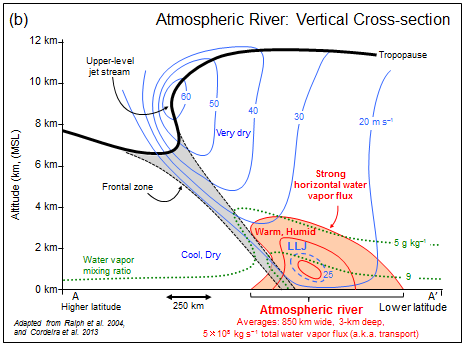 (b)
Atmospheric River: Vertical Cross-section
12 km
10 km
8 km
6 km
4 km
2 km
0 km
Altitude (km, (MSL)
Upper-level
jet stream
Tropopause
60
50
40
30
20 m s⁻¹
Very dry
Frontal zone
Strong
horizontal water
vapor flux
Warm, Humid
LLJ
25
5 g kg⁻¹
9
Cool, Dry
Water vapor
mixing ratio
A
A′
Higher latitude
250 km
Atmospheric river
Lower latitude
Averages: 850 km wide, 3-km deep,
5×10⁸ kg s⁻¹ total water vapor flux (a.k.a. transport)
Adapted from Ralph et al. 2004,
and Cordeira et al. 2013